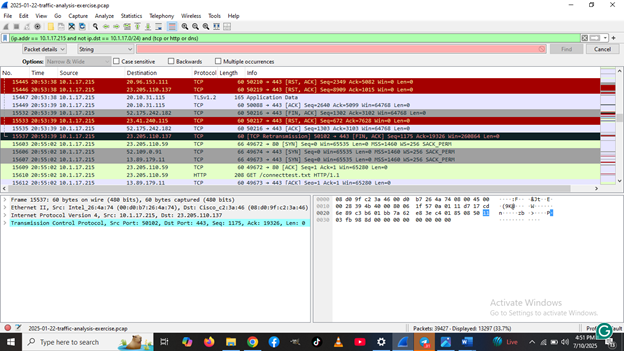 2025-01-22-traffic-analysis-exercise.pcap
File Edit View Go Capture Analyze Statistics Telephony Wireless Tools Help
(ip.addr == 10.1.17.215 and not ip.dst == 10.1.17.0/24) and (tcp or http or dns)
Packet details String Find Cancel
Options: Narrow & Wide Case sensitive Backwards Multiple occurrences
No. Time Source Destination Protocol Length Info
15445 20:53:38 10.1.17.215 20.96.153.111 TCP 60 50210 → 443 [RST, ACK] Seq=2349 Ack=5082 Win=0 Len=0
15446 20:53:38 10.1.17.215 23.205.110.137 TCP 60 50218 → 443 [RST, ACK] Seq=8909 Ack=1015 Win=0 Len=0
15447 20:53:38 10.1.17.215 20.10.31.115 TLSv1.2 165 Application Data
15530 20:53:39 10.1.17.215 20.10.31.115 TCP 60 50088 → 443 [ACK] Seq=2640 Ack=5099 Win=64768 Len=0
15531 20:53:39 10.1.17.215 52.175.242.182 TCP 60 50216 → 443 [FIN, ACK] Seq=1302 Ack=3102 Win=64768 Len=0
15533 20:53:39 10.1.17.215 23.41.240.115 TCP 60 50217 → 443 [RST, ACK] Seq=672 Ack=7628 Win=0 Len=0
15535 20:53:39 10.1.17.215 52.175.242.182 TCP 60 50216 → 443 [ACK] Seq=1303 Ack=3103 Win=64768 Len=0
15537 20:53:39 10.1.17.215 23.205.110.137 TCP 60 [TCP Retransmission] 50102 → 443 [FIN, ACK] Seq=1175 Ack=19326 Win=260864 Len=0
15603 20:55:02 10.1.17.215 23.205.110.59 TCP 66 49672 → 80 [SYN] Seq=0 Win=65535 Len=0 MSS=1460 WS=256 SACK_PERM
15604 20:55:02 10.1.17.215 52.109.0.91 TCP 66 49673 → 443 [SYN] Seq=0 Win=65535 Len=0 MSS=1460 WS=256 SACK_PERM
15607 20:55:02 10.1.17.215 13.89.179.11 TCP 66 49674 → 443 [SYN] Seq=0 Win=65535 Len=0 MSS=1460 WS=256 SACK_PERM
15609 20:55:02 10.1.17.215 23.205.110.59 TCP 60 49672 → 80 [ACK] Seq=1 Ack=1 Win=65280 Len=0
15610 20:55:02 10.1.17.215 23.205.110.59 HTTP 208 GET /connecttest.txt HTTP/1.1
15612 20:55:02 10.1.17.215 13.89.179.11 TCP 60 49674 → 443 [ACK] Seq=1 Ack=1 Win=65280 Len=0
Frame 15537: 60 bytes on wire (480 bits), 60 bytes captured (480 bits)
Ethernet II, Src: Intel_26:4a:74 (00:d0:b7:26:4a:74), Dst: Cisco_c2:3a:46 (08:d0:9f:c2:3a:46)
Internet Protocol Version 4, Src: 10.1.17.215, Dst: 23.205.110.137
Transmission Control Protocol, Src Port: 50102, Dst Port: 443, Seq: 1175, Ack: 19326, Len: 0
0000 08 d0 9f c2 3a 46 00 d0 b7 26 4a 74 08 00 45 00
0010 00 28 39 4b 40 00 80 06 1f 57 0a 01 11 d7 17 cd
0020 6e 89 c3 b6 01 bb 7a 62 e8 3e c4 01 85 08 50 11
0030 03 fb 98 8d 00 00 00 00 00 00 00 00
Activate Windows
Go to Settings to activate Windows.
2025-01-22-traffic-analysis-exercise.pcap Packets: 39427 · Displayed: 13297 (33.7%)
Type here to search Live 4:51 PM
7/10/2025